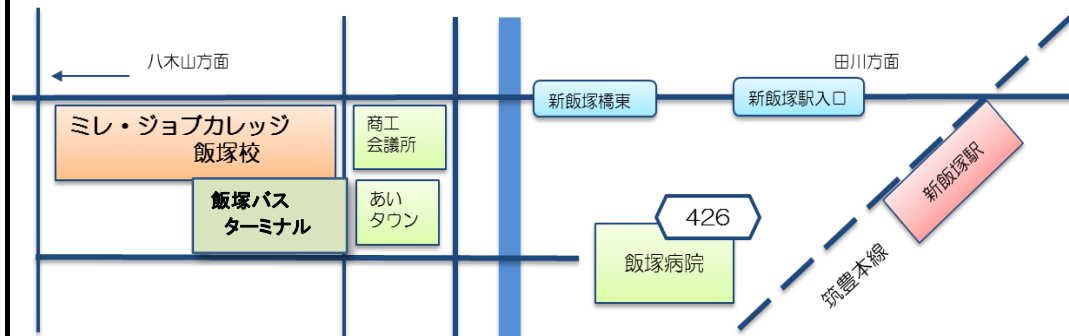 八木山方面
田川方面
新飯塚橋東
新飯塚駅入口
ミレ・ジョブカレッジ
飯塚校
商工
会議所
新飯塚駅
飯塚バス
ターミナル
あい
タウン
426
飯塚病院
筑豊本線